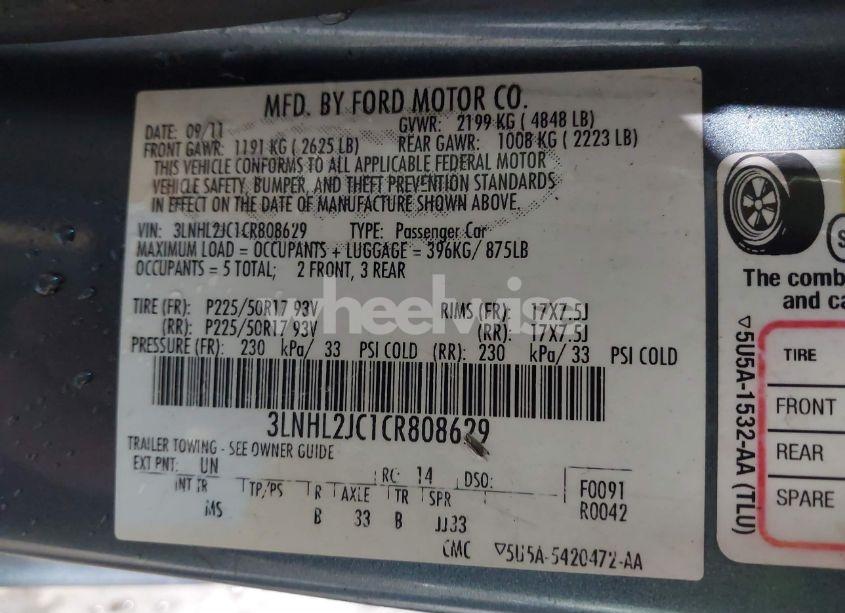 MFD. BY FORD MOTOR CO.
DATE: 09/11 GVWR: 2199 KG ( 4848 LB)
FRONT GAWR: 1191 KG ( 2625 LB) REAR GAWR: 1008 KG ( 2223 LB)
THIS VEHICLE CONFORMS TO ALL APPLICABLE FEDERAL MOTOR
VEHICLE SAFETY, BUMPER, AND THEFT PREVENTION STANDARDS
IN EFFECT ON THE DATE OF MANUFACTURE SHOWN ABOVE.
VIN: 3LNHL2JC1CR808629 TYPE: Passenger Car
MAXIMUM LOAD = OCCUPANTS + LUGGAGE = 396KG/ 875LB
OCCUPANTS = 5 TOTAL; 2 FRONT, 3 REAR
wheelwise
TIRE (FR): P225/50R17 93V RIMS (FR): 17X7.5J
(RR): P225/50R17 93V (RR): 17X7.5J
PRESSURE (FR): 230 kPa/ 33 PSI COLD (RR): 230 kPa/ 33 PSI COLD
3LNHL2JC1CR808629
TRAILER TOWING - SEE OWNER GUIDE
EXT PNT: UN RC: 14 DSO:
INT TR TP/PS R AXLE TR SPR F0091
MS B 33 B JJ33 R0042
CMC ▽5U5A-5420472-AA
The comb
and ca
▽5U5A-1532-AA (TLU)
TIRE
FRONT
REAR
SPARE